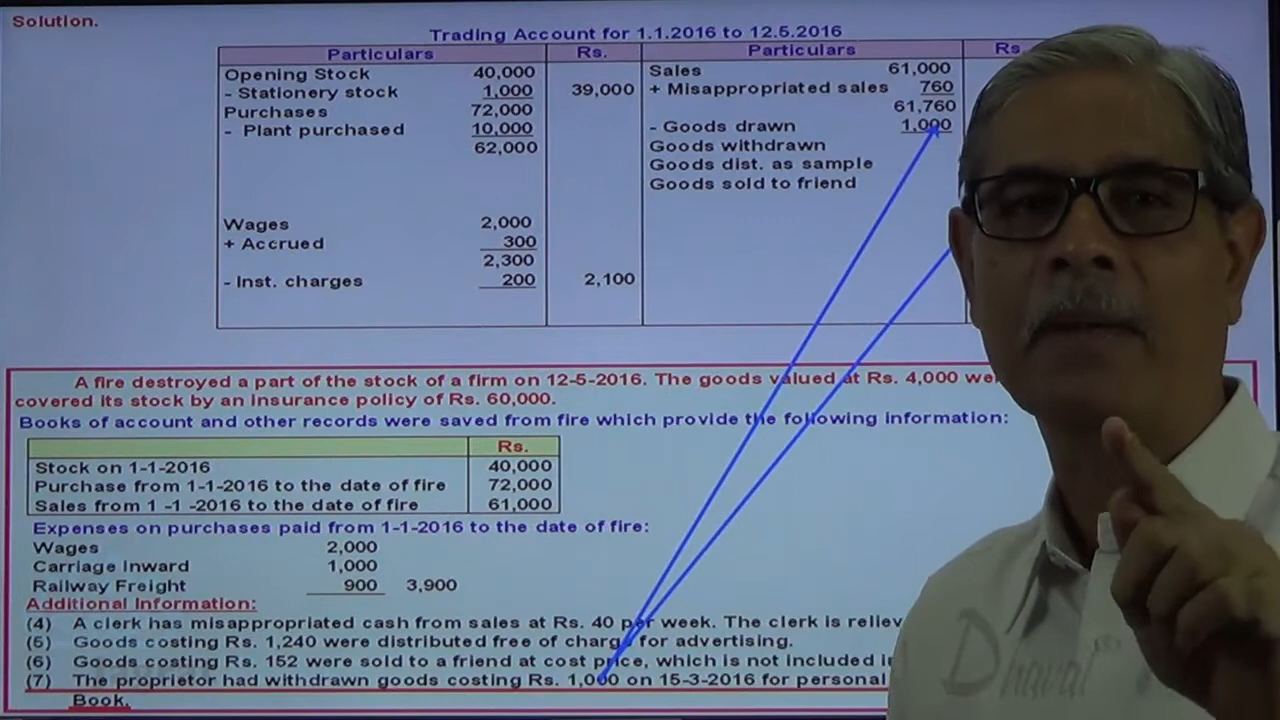 Solution.
Trading Account for 1.1.2016 to 12.5.2016
Particulars Rs. Particulars Rs.
Opening Stock 40,000 Sales 61,000
- Stationery stock 1,000 39,000 + Misappropriated sales 760
Purchases 72,000 61,760
- Plant purchased 10,000 - Goods drawn 1,000
62,000 Goods withdrawn
Goods dist. as sample
Goods sold to friend
Wages 2,000
+ Accrued 300
2,300
- Inst. charges 200 2,100
A fire destroyed a part of the stock of a firm on 12-5-2016. The goods valued at Rs. 4,000
covered its stock by an Insurance policy of Rs. 60,000.
Books of account and other records were saved from fire which provide the following information:
Rs.
Stock on 1-1-2016 40,000
Purchase from 1-1-2016 to the date of fire 72,000
Sales from 1 -1 -2016 to the date of fire 61,000
Expenses on purchases paid from 1-1-2016 to the date of fire:
Wages 2,000
Carriage Inward 1,000
Railway Freight 900 3,900
Additional Information:
(4) A clerk has misappropriated cash from sales at Rs. 40 per week. The clerk is
(5) Goods costing Rs. 1,240 were distributed free of charge for advertising.
(6) Goods costing Rs. 152 were sold to a friend at cost price, which is not included
(7) The proprietor had withdrawn goods costing Rs. 1,000 on 15-3-2016 for personal
Book.
Dhaval